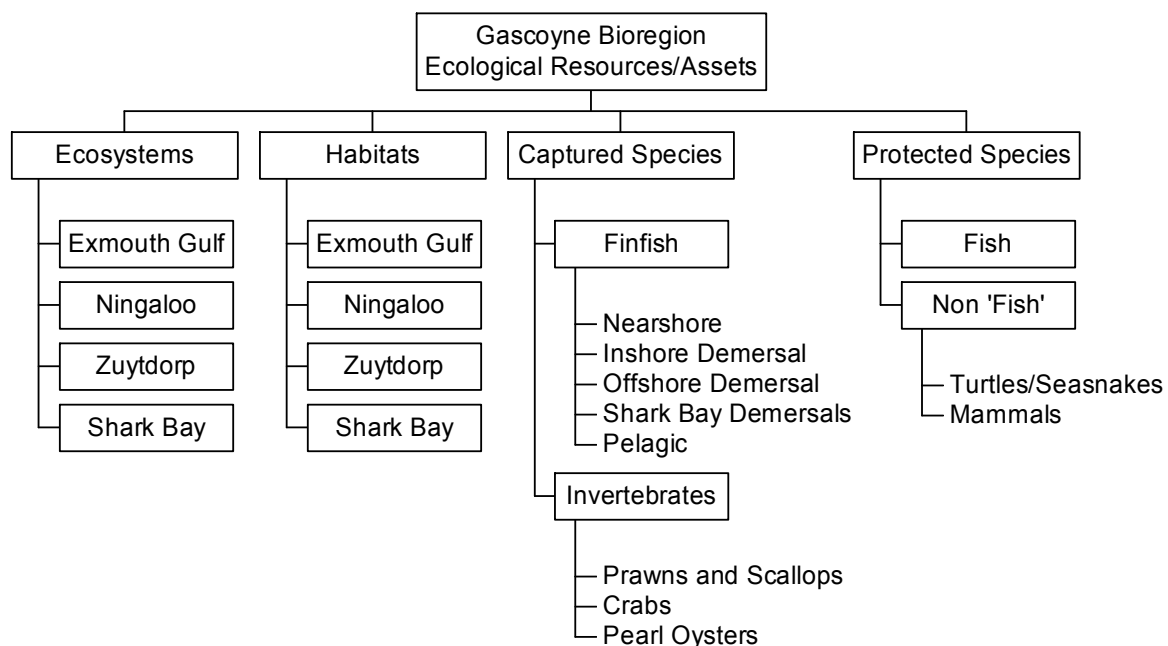 Gascoyne Bioregion
Ecological Resources/Assets
Ecosystems
Habitats
Captured Species
Protected Species
Exmouth Gulf
Ningaloo
Zuytdorp
Shark Bay
Exmouth Gulf
Ningaloo
Zuytdorp
Shark Bay
Finfish
Nearshore
Inshore Demersal
Offshore Demersal
Shark Bay Demersals
Pelagic
Invertebrates
Prawns and Scallops
Crabs
Pearl Oysters
Fish
Non 'Fish'
Turtles/Seasnakes
Mammals